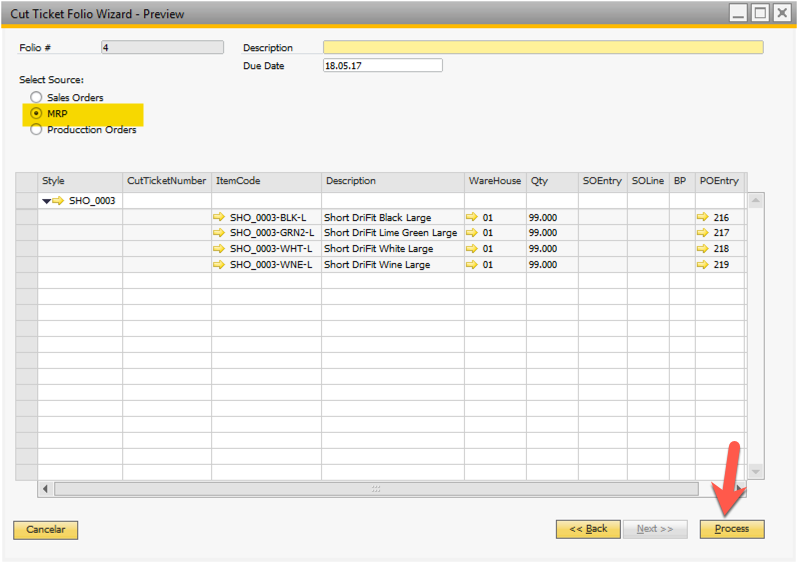 Cut Ticket Folio Wizard - Preview
Folio # 4 Description
Due Date 18.05.17
Select Source:
Sales Orders
MRP
Producction Orders
Style CutTicketNumber ItemCode Description WareHouse Qty SOEntry SOLine BP POEntry
SHO_0003
SHO_0003-BLK-L Short DriFit Black Large 01 99.000 216
SHO_0003-GRN2-L Short DriFit Lime Green Large 01 99.000 217
SHO_0003-WHT-L Short DriFit White Large 01 99.000 218
SHO_0003-WNE-L Short DriFit Wine Large 01 99.000 219
Cancelar << Back Next >> Process